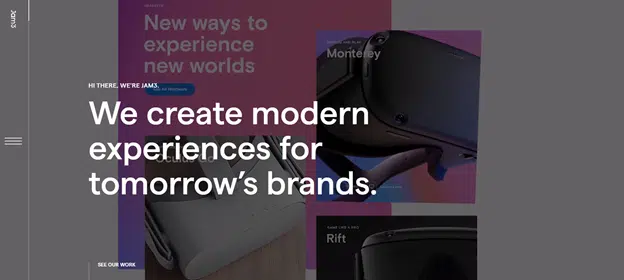 Jam3
New ways to
experience
new worlds
Monterey
HI THERE, WE'RE JAM3.
We create modern
experiences for
tomorrow's brands.
Rift
SEE OUR WORK